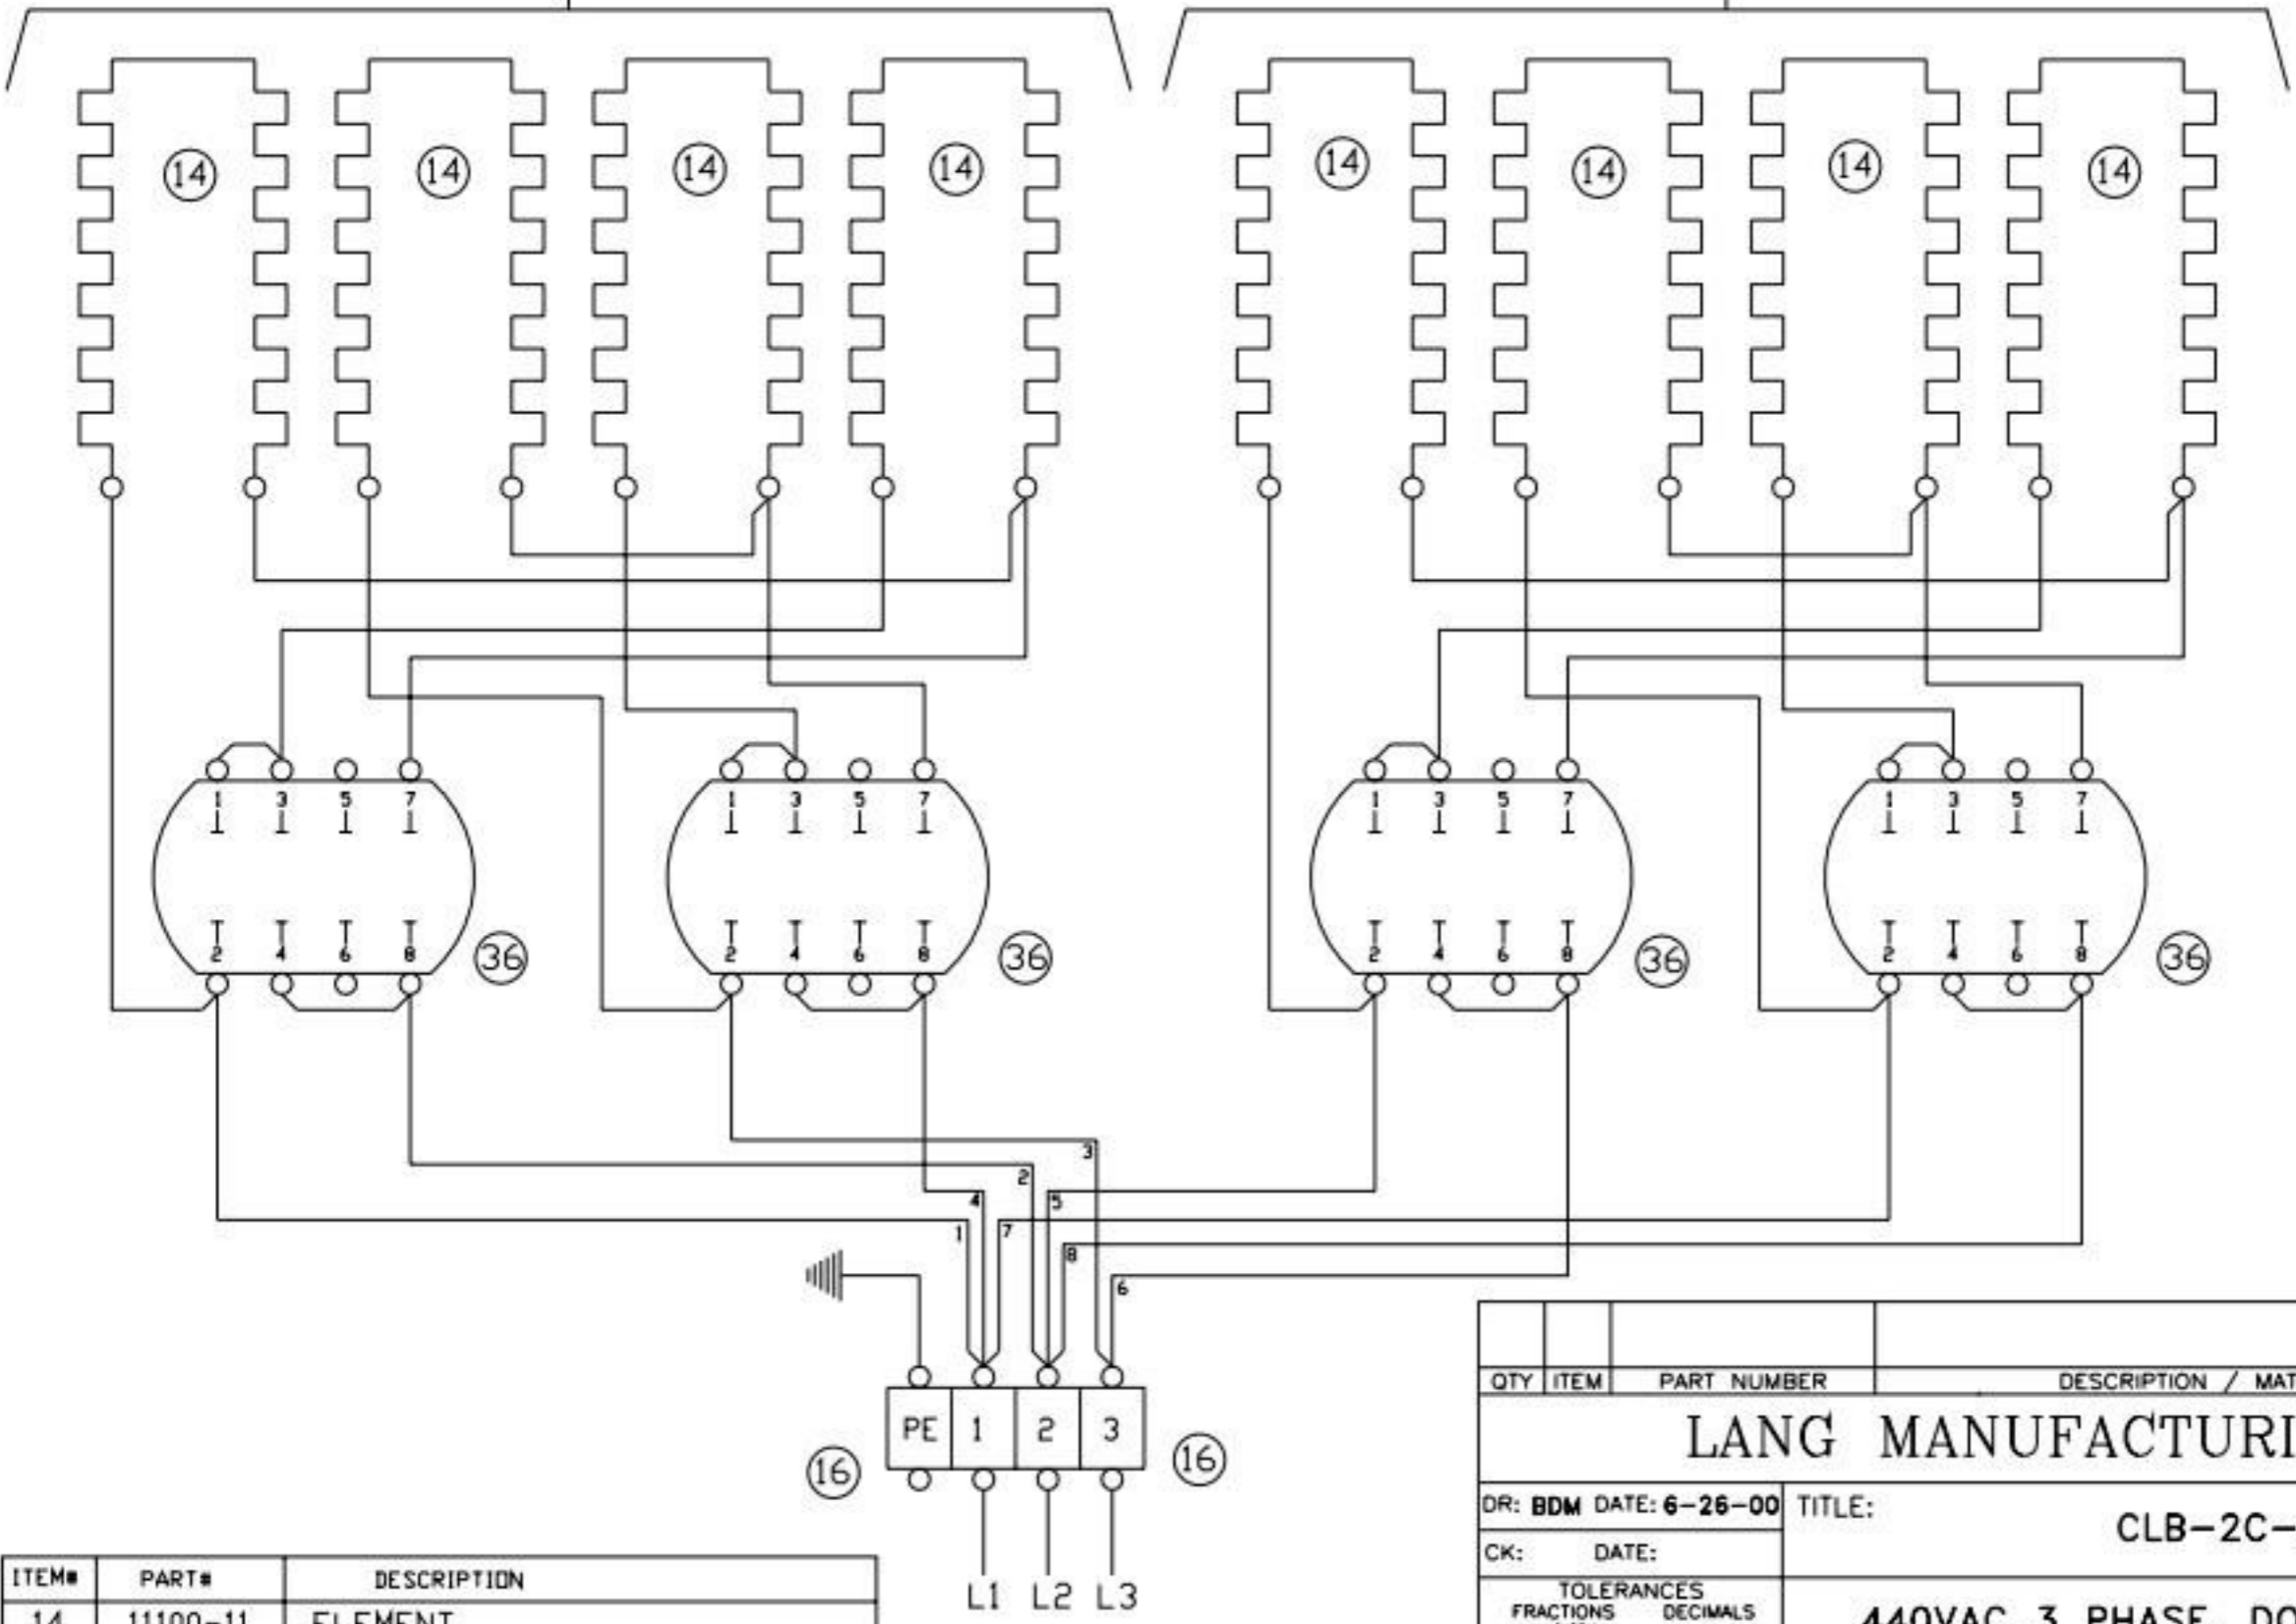 14 14 14 14 14 14 14 14
1 3 5 7 1 3 5 7 1 3 5 7 1 3 5 7
2 4 6 8 2 4 6 8 2 4 6 8 2 4 6 8
36 36 36 36
3
2
4 5
1 7
8
6
PE 1 2 3
16 16
L1 L2 L3
QTY ITEM PART NUMBER DESCRIPTION / MAT
LANG MANUFACTURI
DR: BDM DATE: 6-26-00 TITLE:
CLB-2C-
CK: DATE:
TOLERANCES
FRACTIONS DECIMALS
440VAC 3 PHASE
ITEM# PART# DESCRIPTION
14 11100-11 ELEMENT